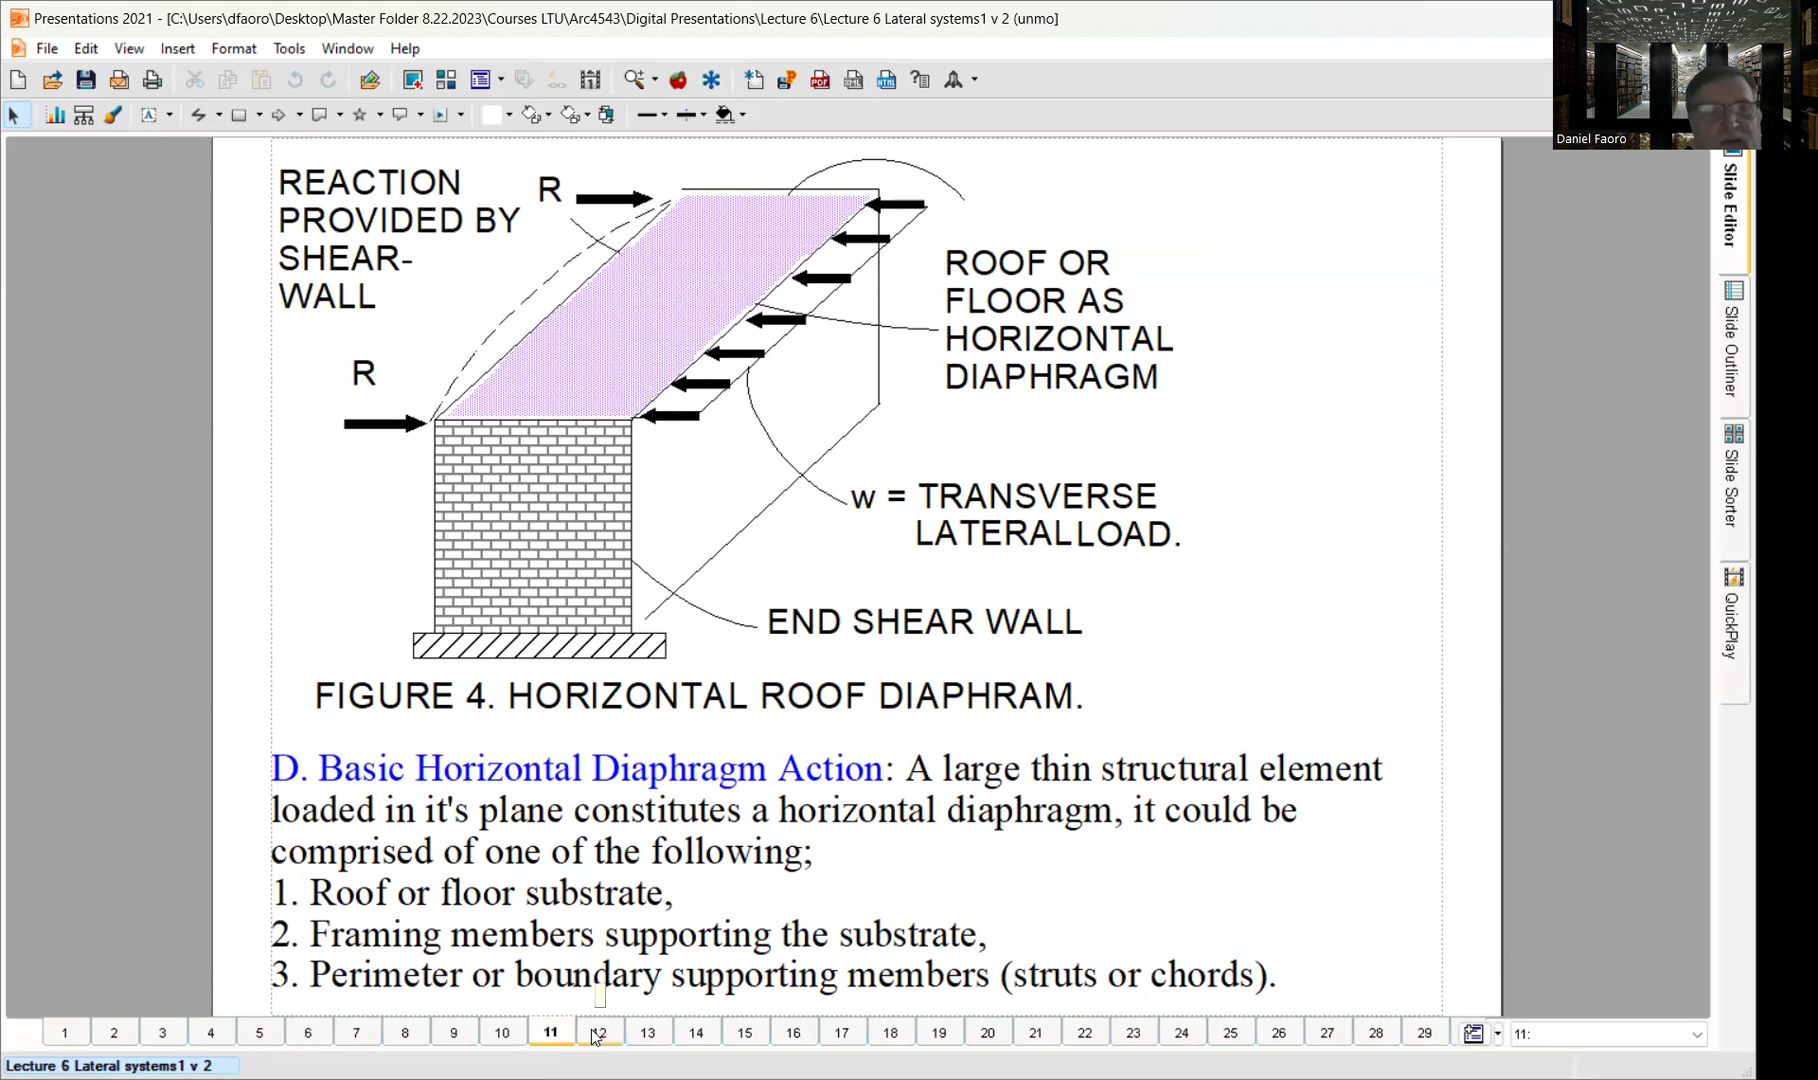 Presentations 2021 - [C:\Users\dfaoro\Desktop\Master Folder 8.22.2023\Courses LTU\Arc4543\Digital Presentations\Lecture 6\Lecture 6 Lateral systems1 v 2 (unmo)]
File Edit View Insert Format Tools Window Help
Daniel Faoro
REACTION
PROVIDED BY
SHEAR-
WALL
R
R
ROOF OR
FLOOR AS
HORIZONTAL
DIAPHRAGM
w = TRANSVERSE
LATERAL LOAD.
END SHEAR WALL
FIGURE 4. HORIZONTAL ROOF DIAPHRAM.
D. Basic Horizontal Diaphragm Action: A large thin structural element
loaded in it's plane constitutes a horizontal diaphragm, it could be
comprised of one of the following;
1. Roof or floor substrate,
2. Framing members supporting the substrate,
3. Perimeter or boundary supporting members (struts or chords).
Slide Editor
Slide Outliner
Slide Sorter
QuickPlay
1 2 3 4 5 6 7 8 9 10 11 12 13 14 15 16 17 18 19 20 21 22 23 24 25 26 27 28 29 11:
Lecture 6 Lateral systems1 v 2